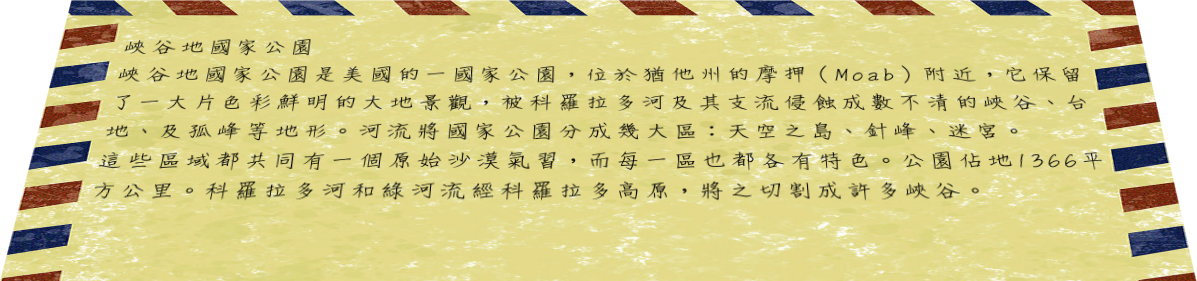 峽谷地國家公園
峽谷地國家公園是美國的一國家公園，位於猶他州的摩押（Moab）附近，它保留
了一大片色彩鮮明的大地景觀，被科羅拉多河及其支流侵蝕成數不清的峽谷、台
地、及孤峰等地形。河流將國家公園分成幾大區：天空之島、針峰、迷宮。
這些區域都共同有一個原始沙漠氣習，而每一區也都各有特色。公園佔地1366平
方公里。科羅拉多河和綠河流經科羅拉多高原，將之切割成許多峽谷。